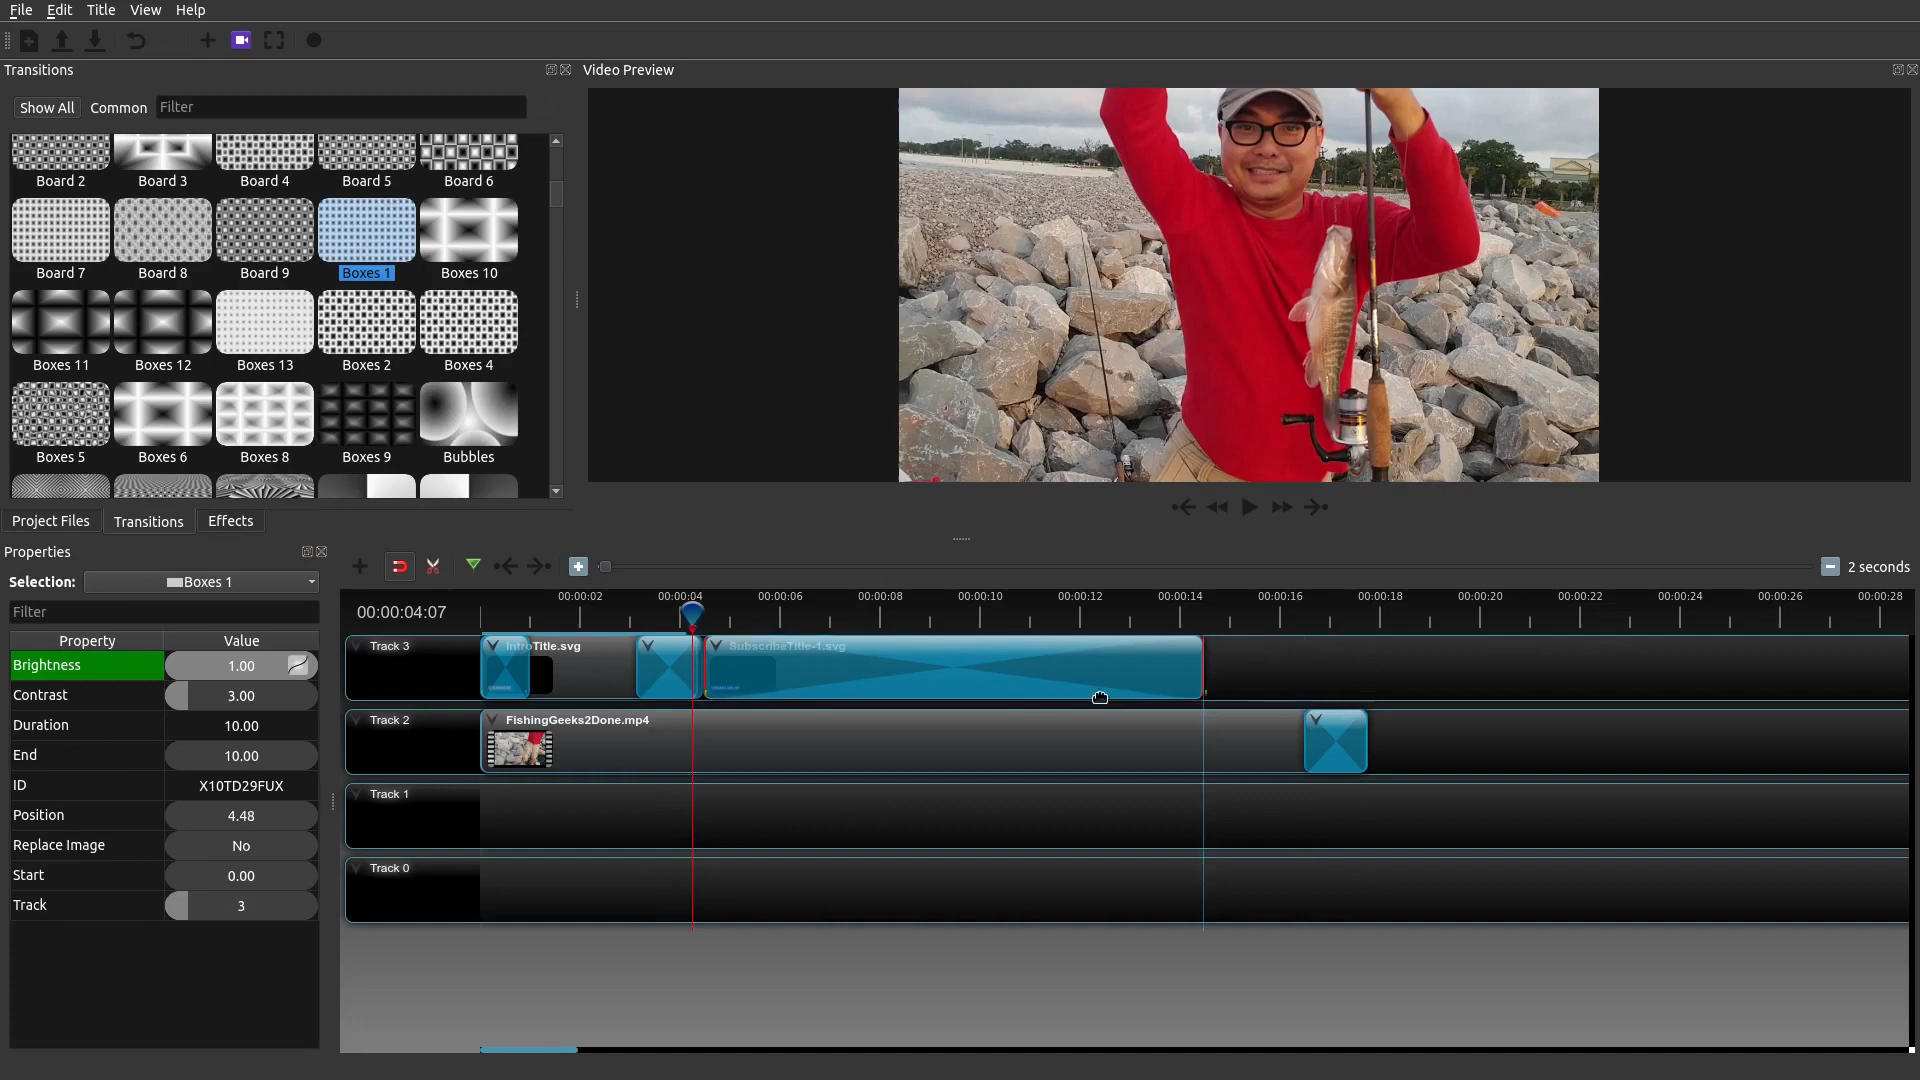 File Edit Title View Help
Transitions
Video Preview
Show All Common Filter
Board 2 Board 3 Board 4 Board 5 Board 6
Board 7 Board 8 Board 9 Boxes 1 Boxes 10
Boxes 11 Boxes 12 Boxes 13 Boxes 2 Boxes 4
Boxes 5 Boxes 6 Boxes 8 Boxes 9 Bubbles
Project Files Transitions Effects
Properties
Selection: Boxes 1
Filter
Property Value
Brightness 1.00
Contrast 3.00
Duration 10.00
End 10.00
ID X10TD29FUX
Position 4.48
Replace Image No
Start 0.00
Track 3
2 seconds
00:00:04:07
00:00:02 00:00:04 00:00:06 00:00:08 00:00:10 00:00:12 00:00:14 00:00:16 00:00:18 00:00:20 00:00:22 00:00:24 00:00:26 00:00:28
Track 3 IntroTitle.svg SubscribeTitle-1.svg
Track 2 FishingGeeks2Done.mp4
Track 1
Track 0